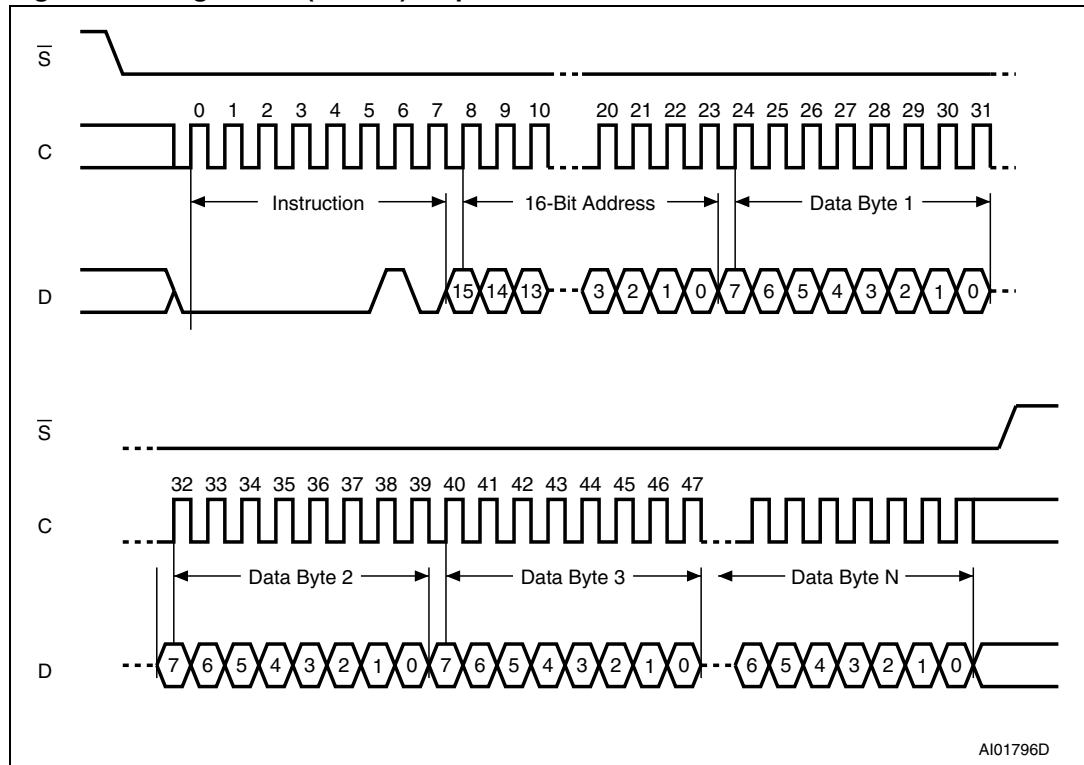 S
0 1 2 3 4 5 6 7 8 9 10 20 21 22 23 24 25 26 27 28 29 30 31
C
Instruction 16-Bit Address Data Byte 1
D 15 14 13 3 2 1 0 7 6 5 4 3 2 1 0
S
32 33 34 35 36 37 38 39 40 41 42 43 44 45 46 47
C
Data Byte 2 Data Byte 3 Data Byte N
D 7 6 5 4 3 2 1 0 7 6 5 4 3 2 1 0 6 5 4 3 2 1 0
AI01796D